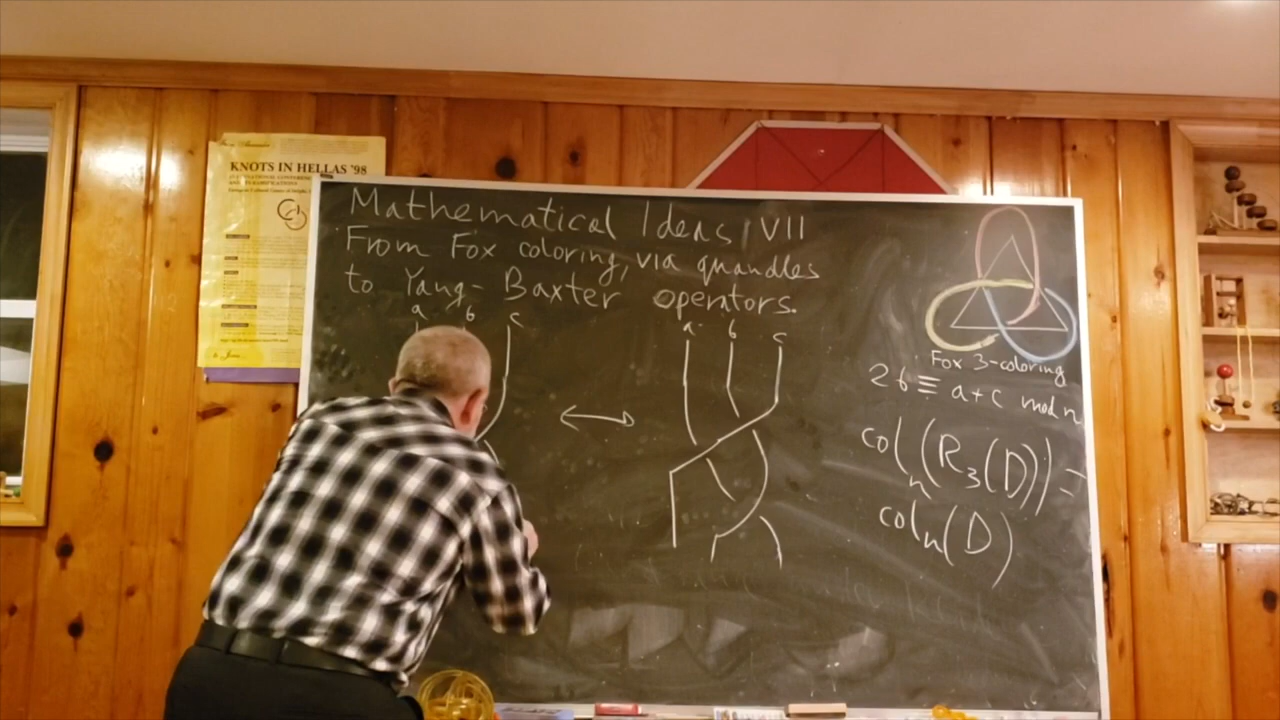 KNOTS IN HELLAS '98
Mathematical Ideas, VII
From Fox coloring, via quandles
to Yang-Baxter operators.
a b c
a b c
Fox 3-coloring
2b ≡ a+c mod n
col_n(R_3(D)) =
col_n(D)